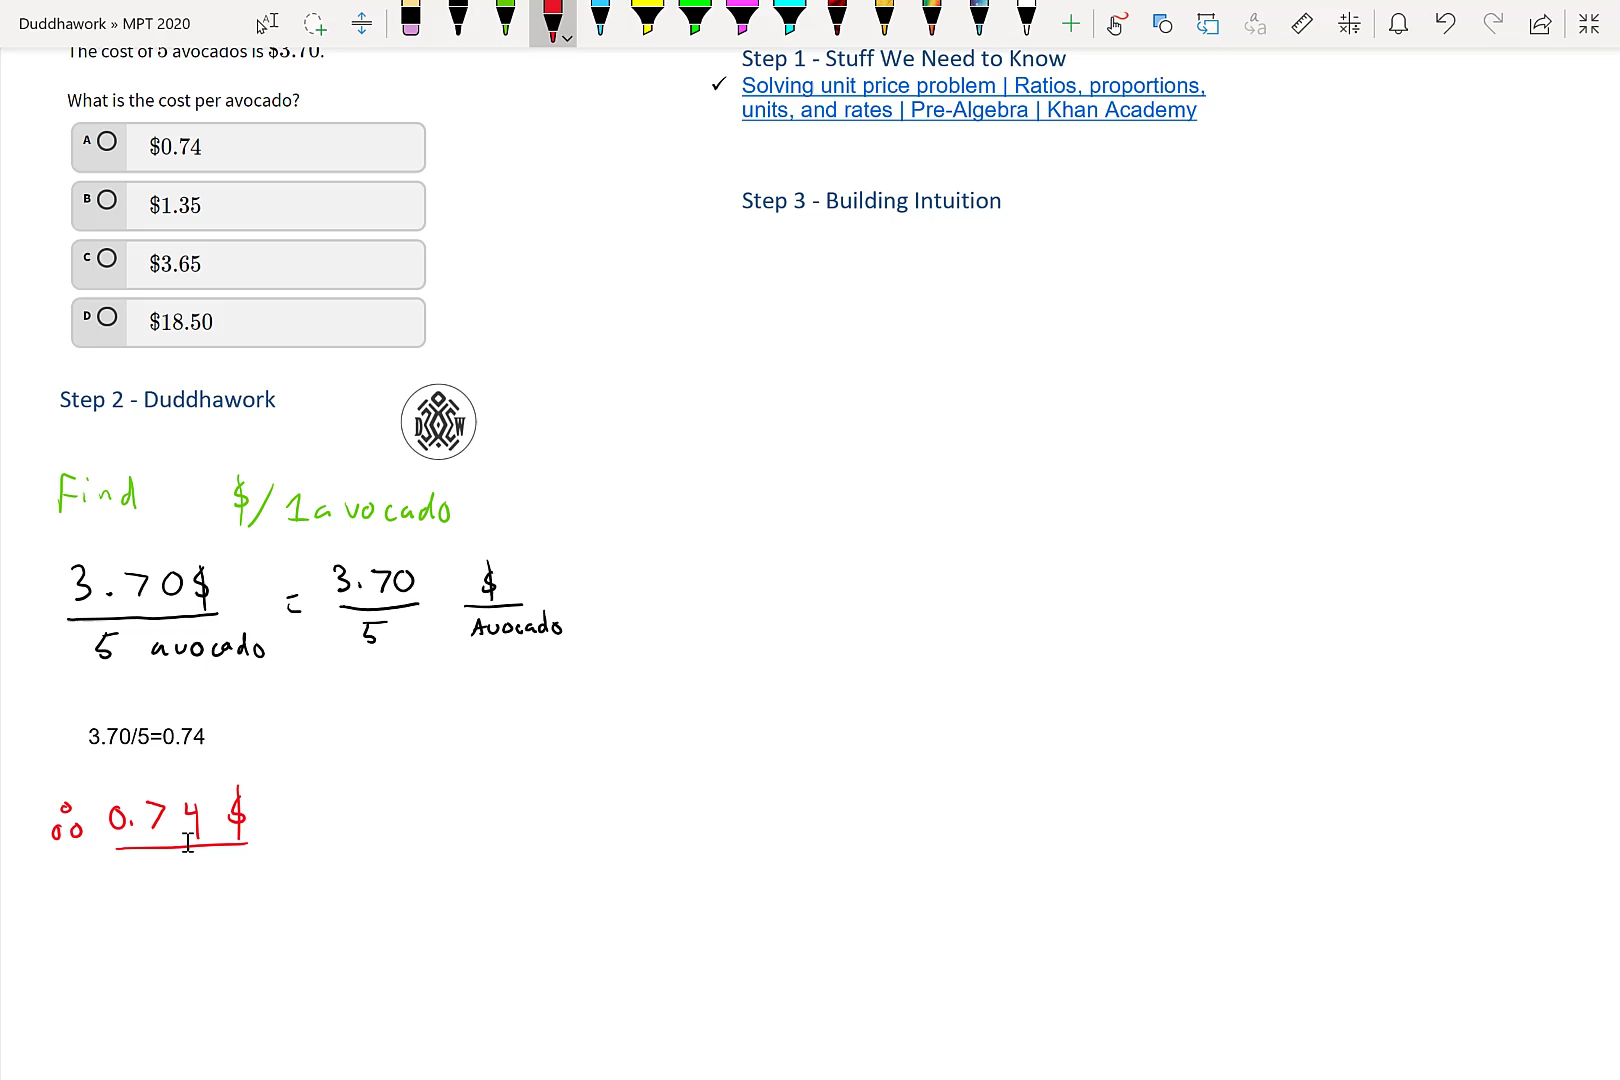 Duddhawork » MPT 2020
The cost of 5 avocados is $3.70.
What is the cost per avocado?
A $0.74
B $1.35
C $3.65
D $18.50
Step 2 - Duddhawork
D W
Find $/1 avocado
3.70$ / 5 avocado = 3.70 / 5 $ / Avocado
3.70/5=0.74
0.74 $
Step 1 - Stuff We Need to Know
✓ Solving unit price problem | Ratios, proportions,
units, and rates | Pre-Algebra | Khan Academy
Step 3 - Building Intuition